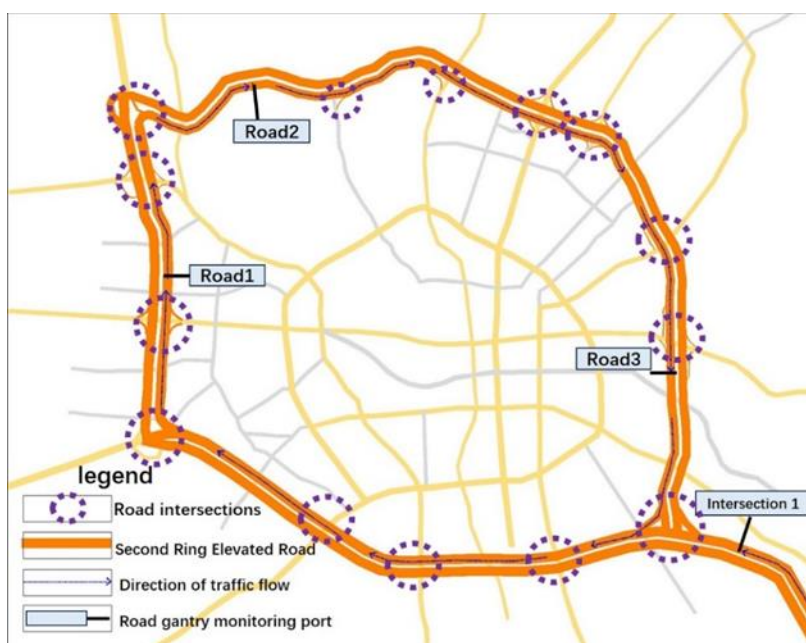 Road2
Road1
Road3
Intersection 1
legend
Road intersections
Second Ring Elevated Road
Direction of traffic flow
Road gantry monitoring port